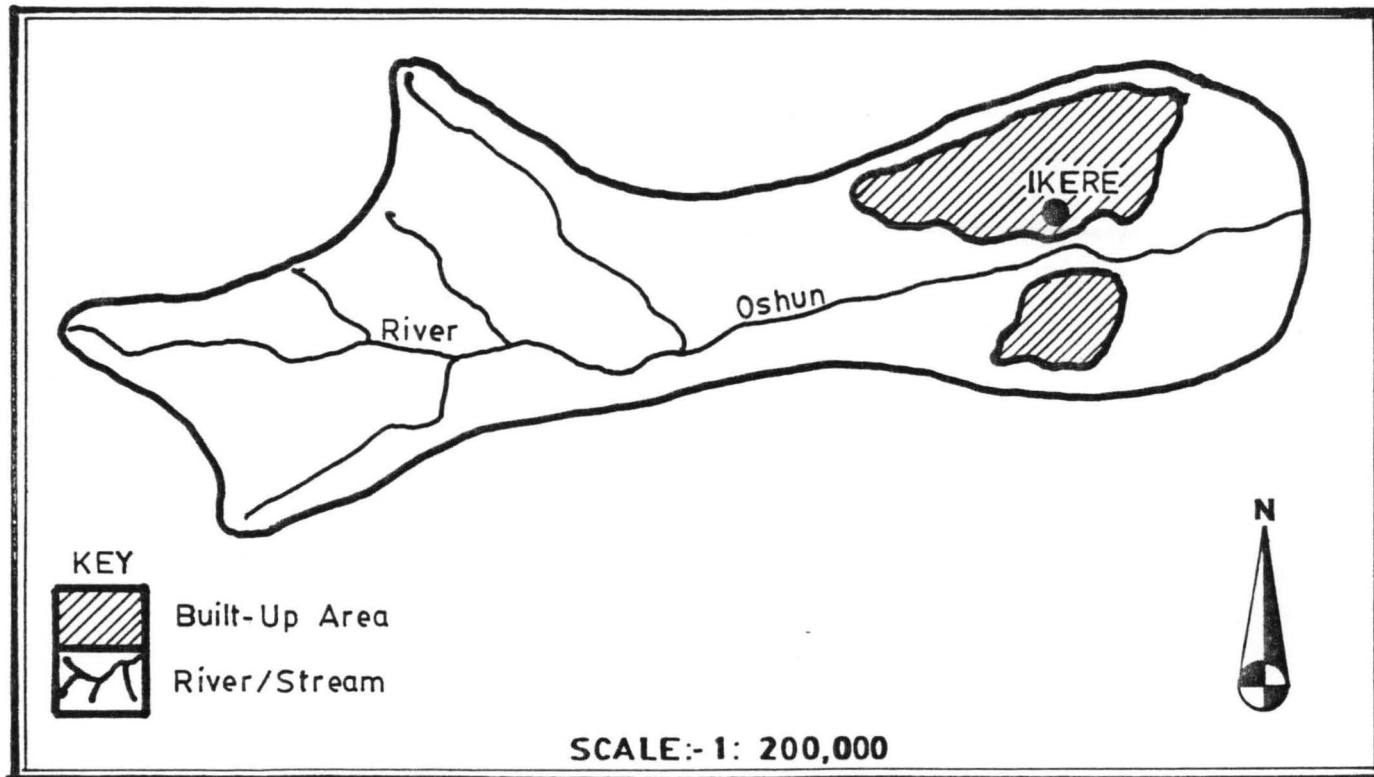 IKERE
Oshun
River
N
KEY
Built-Up Area
River/Stream
SCALE:- 1: 200,000